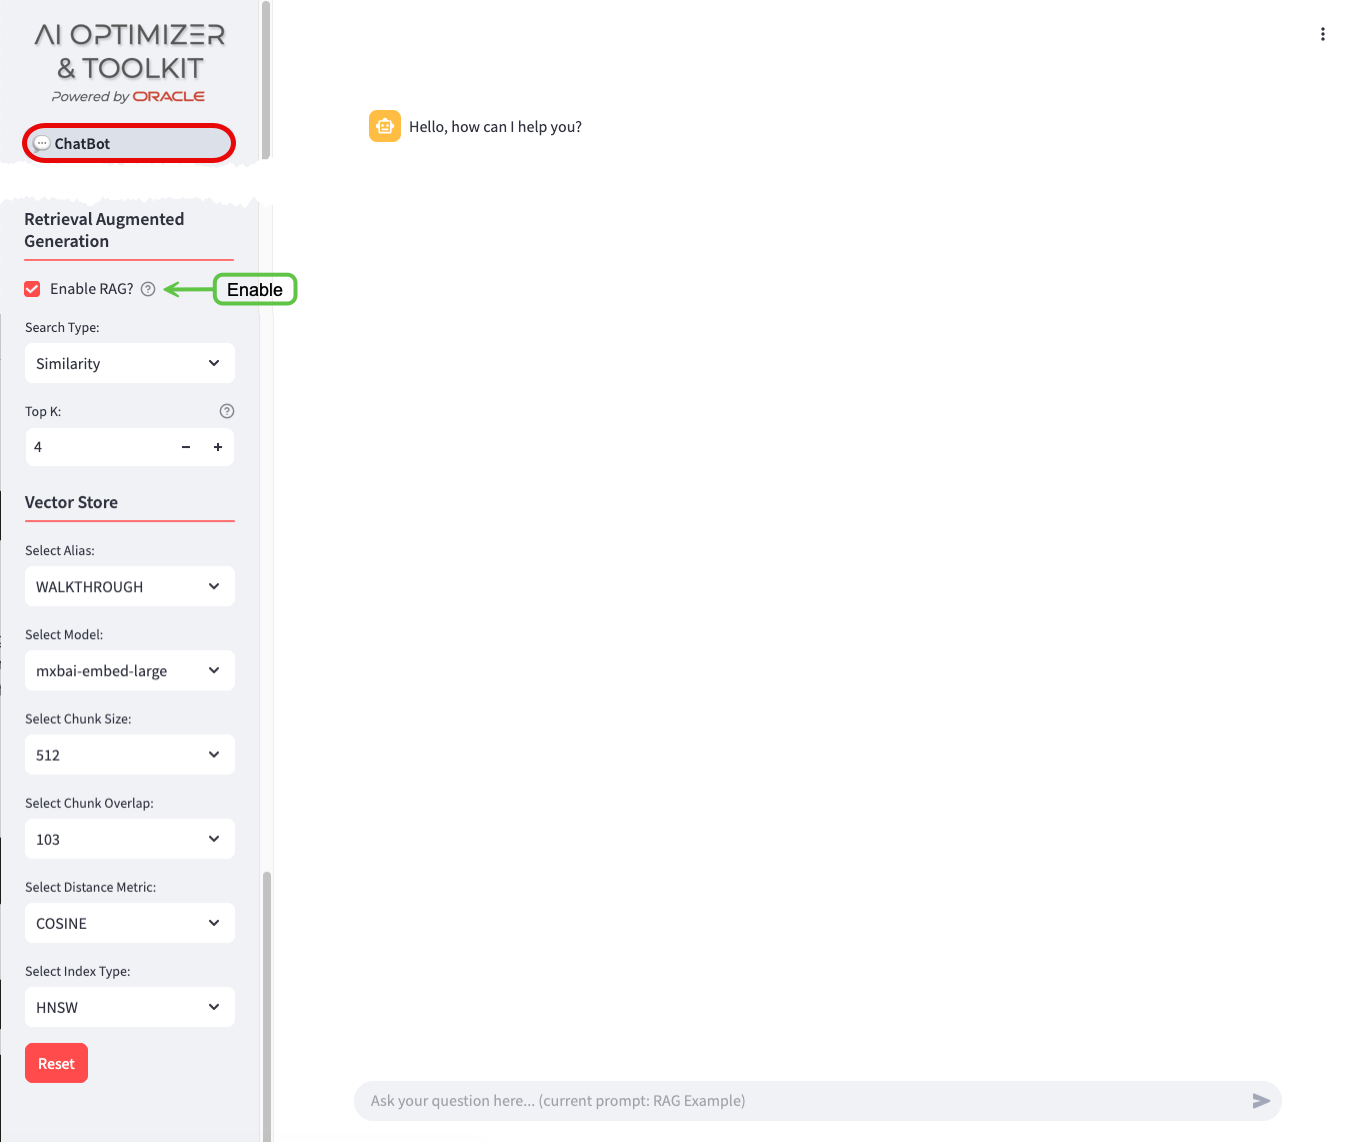 AI OPTIMIZER
& TOOLKIT
Powered by ORACLE
ChatBot
Hello, how can I help you?
Retrieval Augmented
Generation
Enable RAG?
Enable
Search Type:
Similarity
Top K:
4
Vector Store
Select Alias:
WALKTHROUGH
Select Model:
mxbai-embed-large
Select Chunk Size:
512
Select Chunk Overlap:
103
Select Distance Metric:
COSINE
Select Index Type:
HNSW
Reset
Ask your question here... (current prompt: RAG Example)